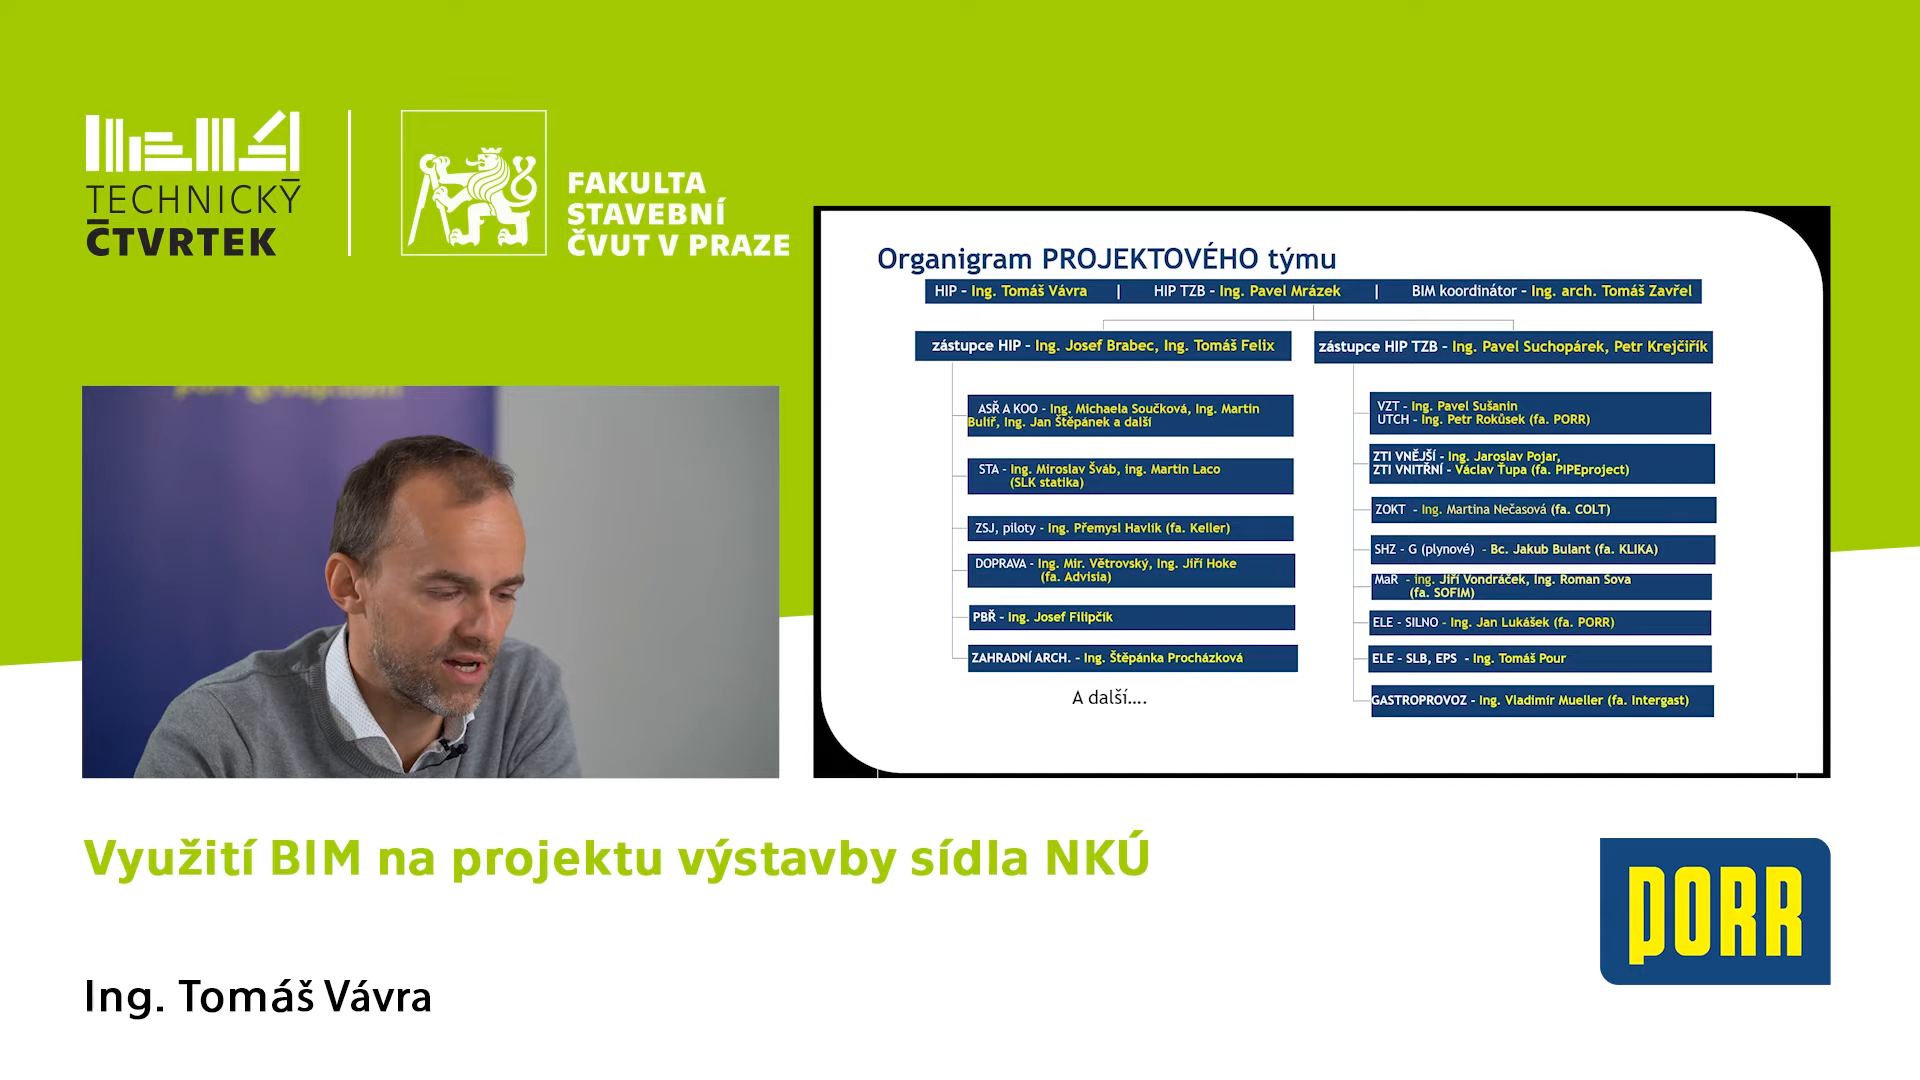 TECHNICKÝ
ČTVRTEK
FAKULTA
STAVEBNÍ
ČVUT V PRAZE
Organigram PROJEKTOVÉHO týmu
HIP – Ing. Tomáš Vávra | HIP TZB – Ing. Pavel Mrázek | BIM koordinátor – Ing. arch. Tomáš Zavřel
zástupce HIP – Ing. Josef Brabec, Ing. Tomáš Felix
ASŘ A KOO - Ing. Michaela Součková, Ing. Martin
Bulíř, Ing. Jan Štěpánek a další
STA - Ing. Miroslav Šváb, ing. Martin Laco
(SLK statika)
ZSJ, piloty - Ing. Přemysl Havlík (fa. Keller)
DOPRAVA - Ing. Mir. Větrovský, Ing. Jiří Hoke
(fa. Advisia)
PBŘ – Ing. Josef Filipčík
ZAHRADNÍ ARCH. – Ing. Štěpánka Procházková
A další....
zástupce HIP TZB – Ing. Pavel Suchopárek, Petr Krejčiřík
VZT – Ing. Pavel Sušanin
UTCH – Ing. Petr Rokůsek (fa. PORR)
ZTI VNĚJŠÍ - Ing. Jaroslav Pojar,
ZTI VNITŘNÍ – Václav Ťupa (fa. PIPEproject)
ZOKT - Ing. Martina Nečasová (fa. COLT)
SHZ - G (plynové) - Bc. Jakub Bulant (fa. KLIKA)
MaR - ing. Jiří Vondráček, Ing. Roman Sova
(fa. SOFIM)
ELE - SILNO – Ing. Jan Lukášek (fa. PORR)
ELE – SLB, EPS - Ing. Tomáš Pour
GASTROPROVOZ - Ing. Vladimír Mueller (fa. Intergast)
Využití BIM na projektu výstavby sídla NKÚ
Ing. Tomáš Vávra
PORR